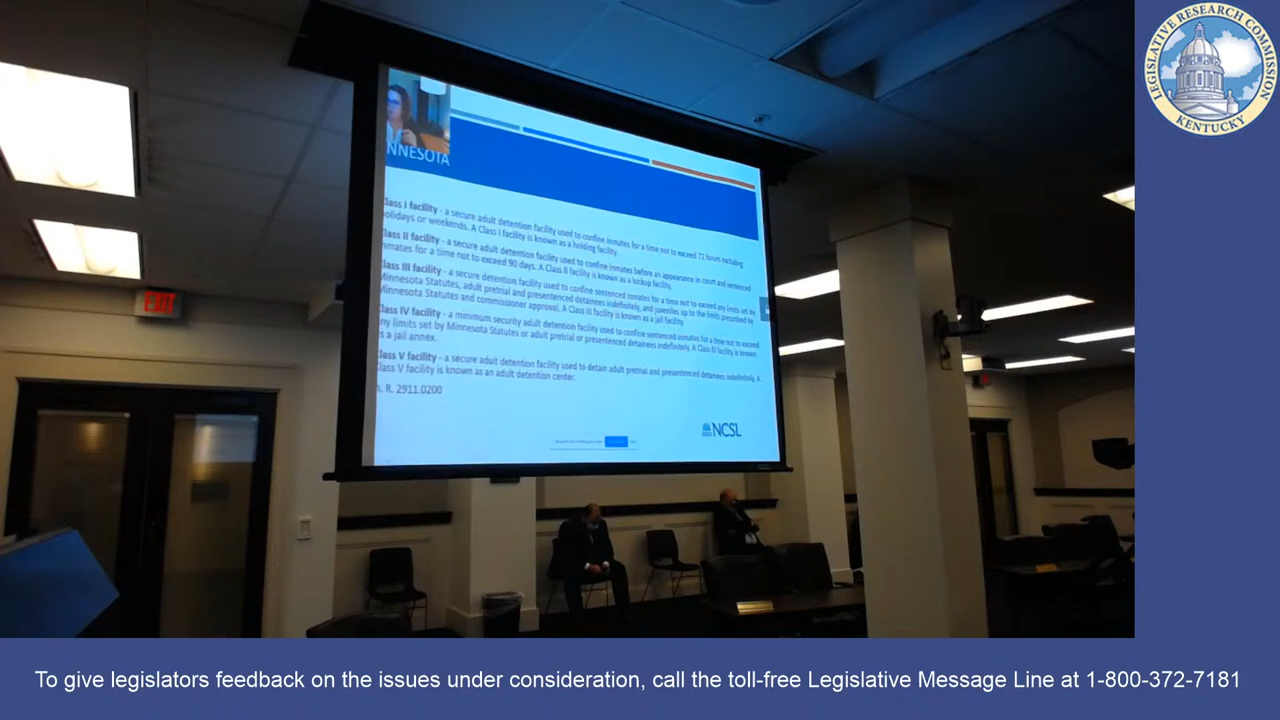 LEGISLATIVE RESEARCH COMMISSION
KENTUCKY
EXIT
NNESOTA
Class I facility - a secure adult detention facility used to confine inmates for a time not to exceed 72 hours excluding
holidays or weekends. A Class I facility is known as a holding facility.
Class II facility - a secure adult detention facility used to confine inmates before an appearance in court and sentenced
inmates for a time not to exceed 90 days. A Class II facility is known as a lockup facility.
Class III facility - a secure detention facility used to confine sentenced inmates for a time not to exceed any limits set by
Minnesota Statutes, adult pretrial and presentenced detainees indefinitely, and juveniles up to the limits prescribed by
Minnesota Statutes and commissioner approval. A Class III facility is known as a jail facility.
Class IV facility - a minimum security adult detention facility used to confine sentenced inmates for a time not to exceed
any limits set by Minnesota Statutes or adult pretrial or presentenced detainees indefinitely. A Class IV facility is known
as a jail annex.
Class V facility - a secure adult detention facility used to detain adult pretrial and presentenced detainees indefinitely. A
Class V facility is known as an adult detention center.
. R. 2911.0200
NCSL
To give legislators feedback on the issues under consideration, call the toll-free Legislative Message Line at 1-800-372-7181